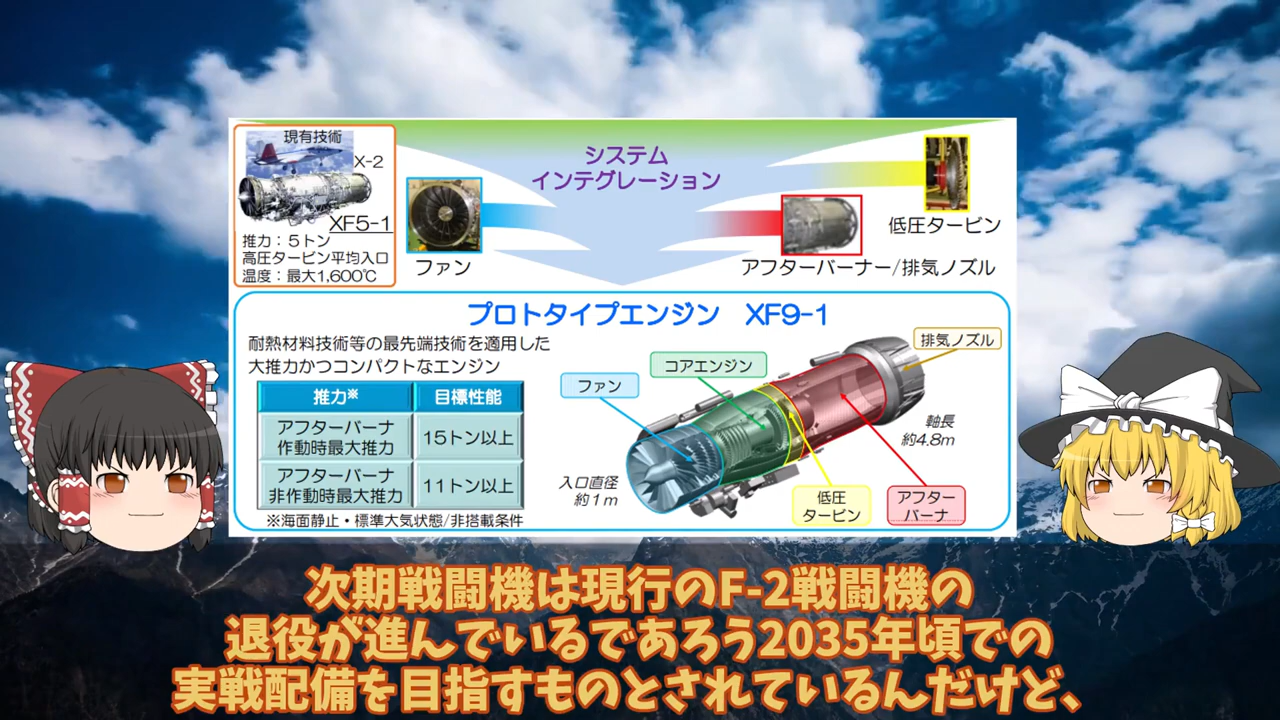 現有技術
X-2
XF5-1
推力：５トン
高圧タービン平均入口
温度：最大1,600℃
ファン
システム
インテグレーション
低圧タービン
アフターバーナー/排気ノズル
プロトタイプエンジン　XF9-1
耐熱材料技術等の最先端技術を適用した
大推力かつコンパクトなエンジン
推力※
目標性能
アフターバーナ
作動時最大推力
15トン以上
アフターバーナ
非作動時最大推力
11トン以上
※海面静止・標準大気状態/非搭載条件
ファン
コアエンジン
排気ノズル
軸長
約4.8m
入口直径
約１m
低圧
タービン
アフター
バーナ
次期戦闘機は現行のF-2戦闘機の
退役が進んでいるであろう2035年頃での
実戦配備を目指すものとされているんだけど、